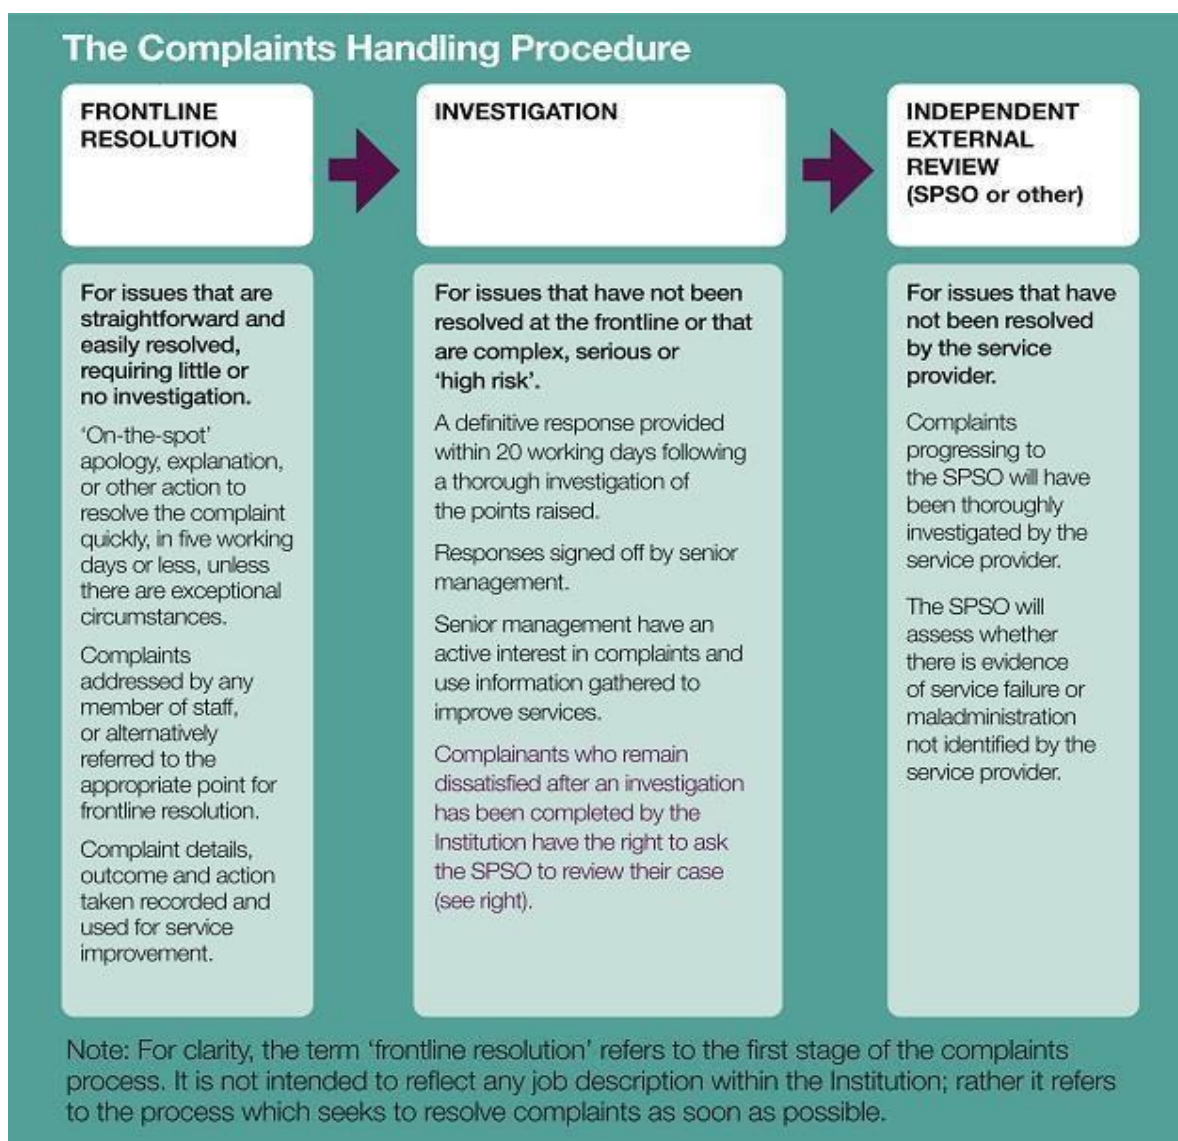 The Complaints Handling Procedure
FRONTLINE
RESOLUTION
INVESTIGATION
INDEPENDENT
EXTERNAL
REVIEW
(SPSO or other)
For issues that are
straightforward and
easily resolved,
requiring little or
no investigation.
‘On-the-spot’
apology, explanation,
or other action to
resolve the complaint
quickly, in five working
days or less, unless
there are exceptional
circumstances.
Complaints
addressed by any
member of staff,
or alternatively
referred to the
appropriate point for
frontline resolution.
Complaint details,
outcome and action
taken recorded and
used for service
improvement.
For issues that have not been
resolved at the frontline or that
are complex, serious or
‘high risk’.
A definitive response provided
within 20 working days following
a thorough investigation of
the points raised.
Responses signed off by senior
management.
Senior management have an
active interest in complaints and
use information gathered to
improve services.
Complainants who remain
dissatisfied after an investigation
has been completed by the
Institution have the right to ask
the SPSO to review their case
(see right).
For issues that have
not been resolved
by the service
provider.
Complaints
progressing to
the SPSO will have
been thoroughly
investigated by the
service provider.
The SPSO will
assess whether
there is evidence
of service failure or
maladministration
not identified by the
service provider.
Note: For clarity, the term ‘frontline resolution’ refers to the first stage of the complaints
process. It is not intended to reflect any job description within the Institution; rather it refers
to the process which seeks to resolve complaints as soon as possible.